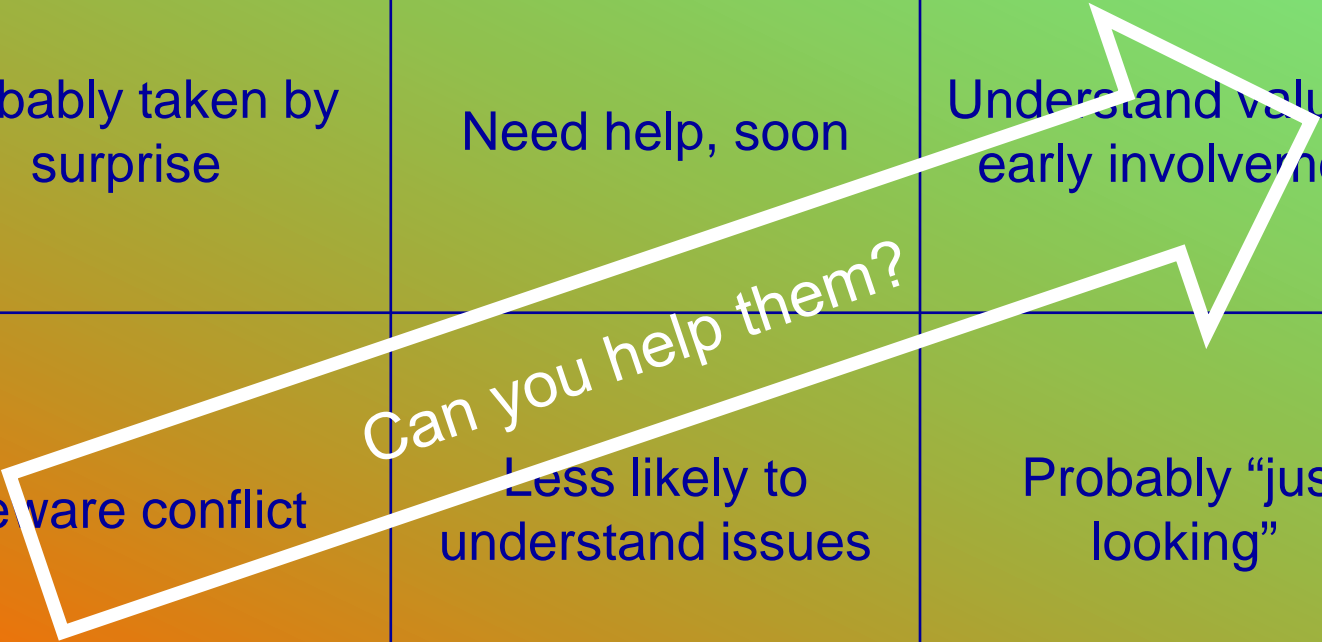 bably taken by
surprise
Need help, soon
Understand valu
early involveme
Can you help them?
eware conflict
Less likely to
understand issues
Probably “jus
looking”